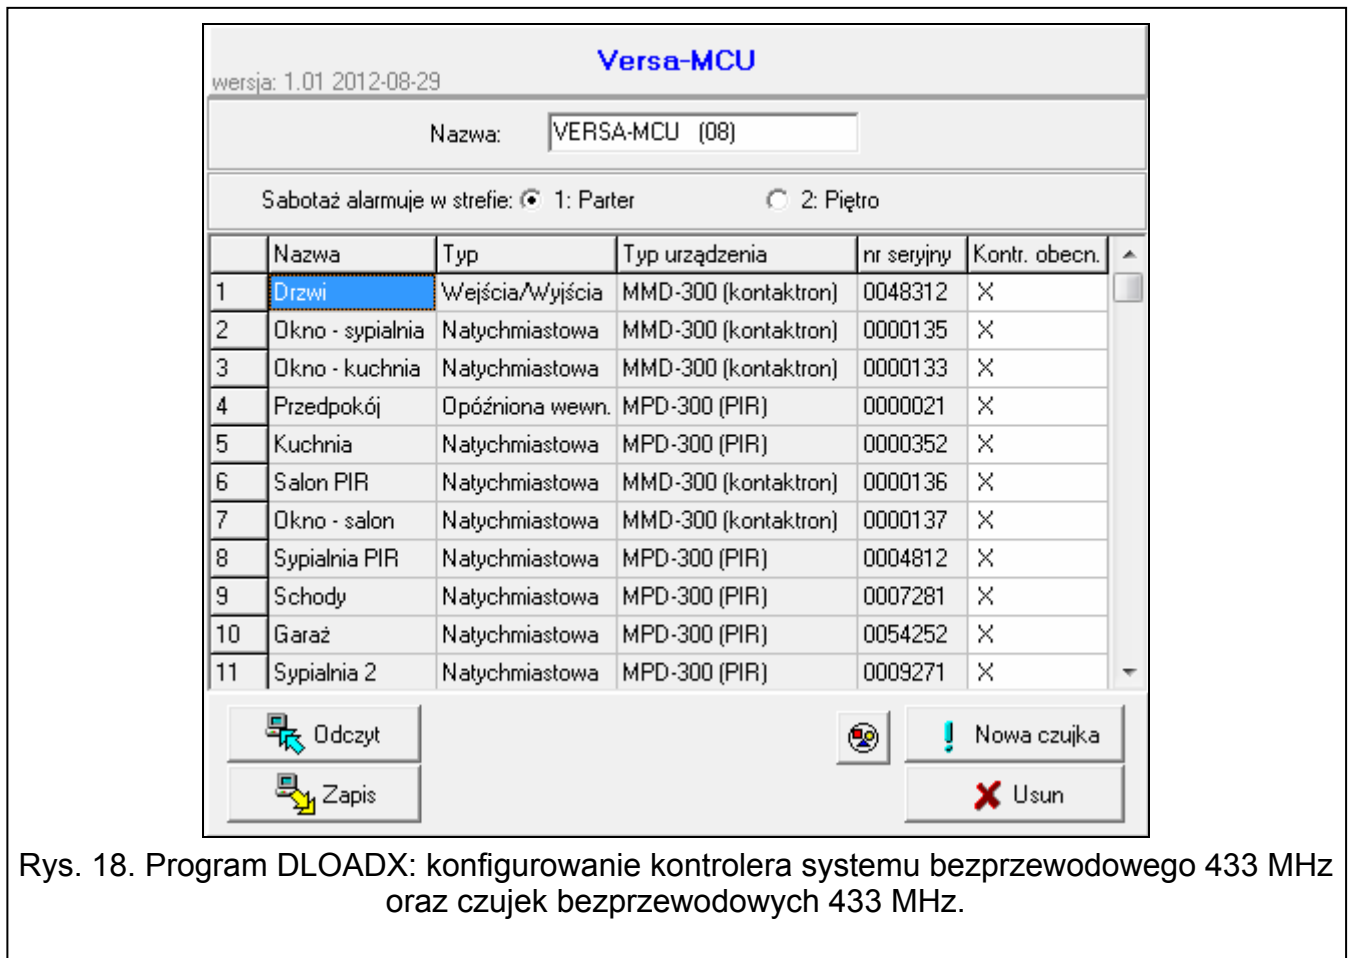 Versa-MCU
wersja: 1.01 2012-08-29
Nazwa: VERSA-MCU (08)
Sabotaż alarmuje w strefie: 1: Parter 2: Piętro
Nazwa Typ Typ urządzenia nr seryjny Kontr. obecn.
1 Drzwi Wejścia/Wyjścia MMD-300 (kontaktron) 0048312 X
2 Okno - sypialnia Natychmiastowa MMD-300 (kontaktron) 0000135 X
3 Okno - kuchnia Natychmiastowa MMD-300 (kontaktron) 0000133 X
4 Przedpokój Opóźniona wewn. MPD-300 (PIR) 0000021 X
5 Kuchnia Natychmiastowa MPD-300 (PIR) 0000352 X
6 Salon PIR Natychmiastowa MMD-300 (kontaktron) 0000136 X
7 Okno - salon Natychmiastowa MMD-300 (kontaktron) 0000137 X
8 Sypialnia PIR Natychmiastowa MPD-300 (PIR) 0004812 X
9 Schody Natychmiastowa MPD-300 (PIR) 0007281 X
10 Garaż Natychmiastowa MPD-300 (PIR) 0054252 X
11 Sypialnia 2 Natychmiastowa MPD-300 (PIR) 0009271 X
Odczyt Nowa czujka
Zapis Usun
Rys. 18. Program DLOADX: konfigurowanie kontrolera systemu bezprzewodowego 433 MHz
oraz czujek bezprzewodowych 433 MHz.